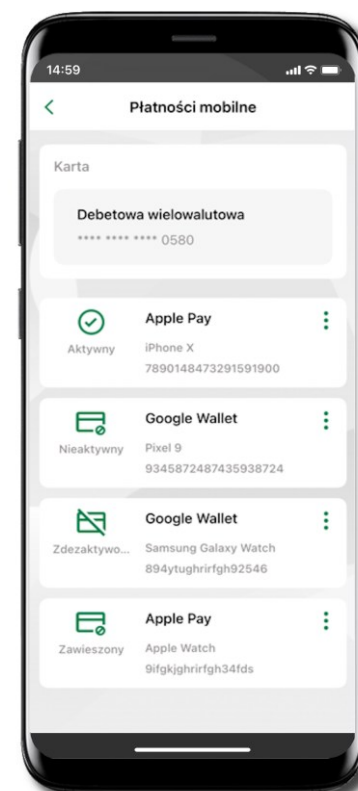 14:59
Płatności mobilne
Karta
Debetowa wielowalutowa
**** **** **** 0580
Apple Pay
Aktywny
iPhone X
7890148473291591900
Google Wallet
Nieaktywny
Pixel 9
9345872487435938724
Google Wallet
Zdezaktywo...
Samsung Galaxy Watch
894ytughrirfgh92546
Apple Pay
Zawieszony
Apple Watch
9ifgkjghrirfgh34fds